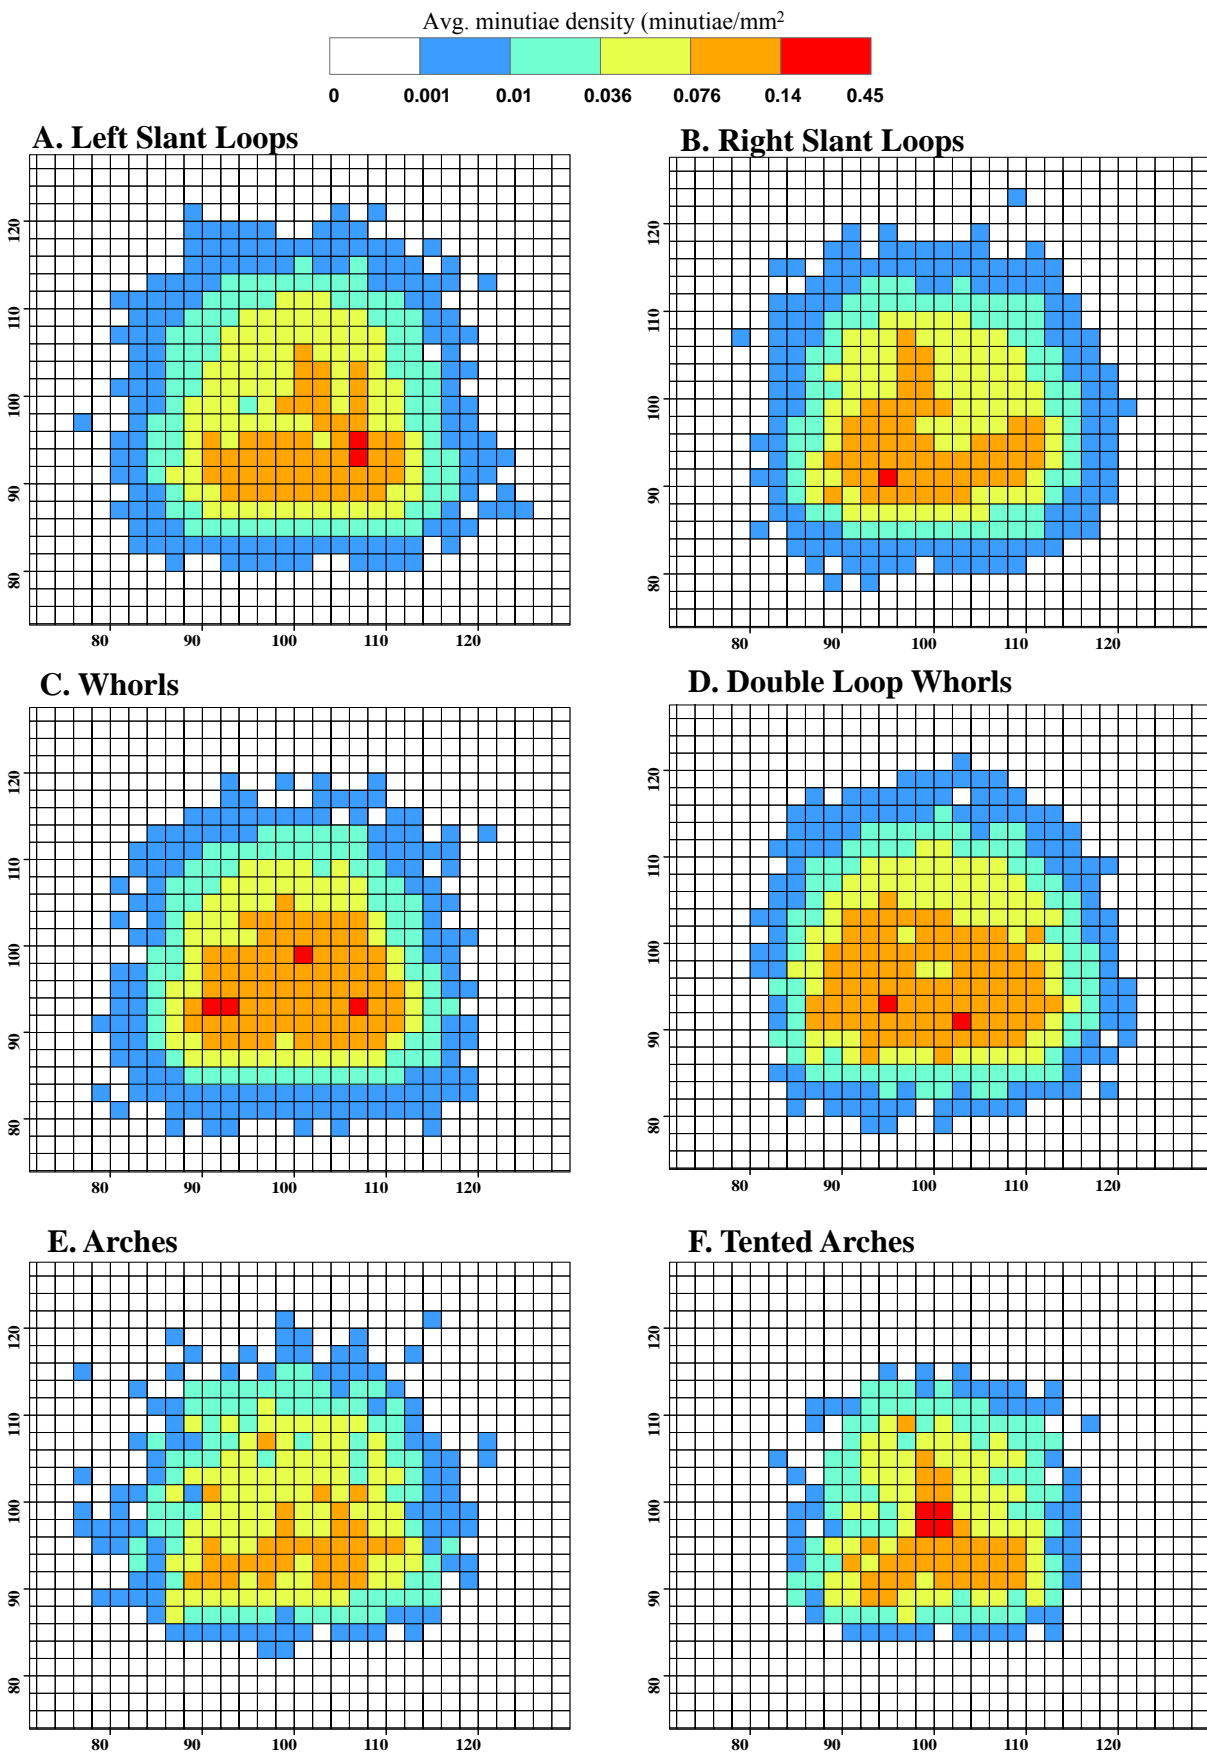 Avg. minutiae density (minutiae/mm2
0 0.001 0.01 0.036 0.076 0.14 0.45
A. Left Slant Loops
B. Right Slant Loops
120
110
100
90
80
80 90 100 110 120
120
110
100
90
80
80 90 100 110 120
C. Whorls
D. Double Loop Whorls
120
110
100
90
80
80 90 100 110 120
120
110
100
90
80
80 90 100 110 120
E. Arches
F. Tented Arches
120
110
100
90
80
80 90 100 110 120
120
110
100
90
80
80 90 100 110 120